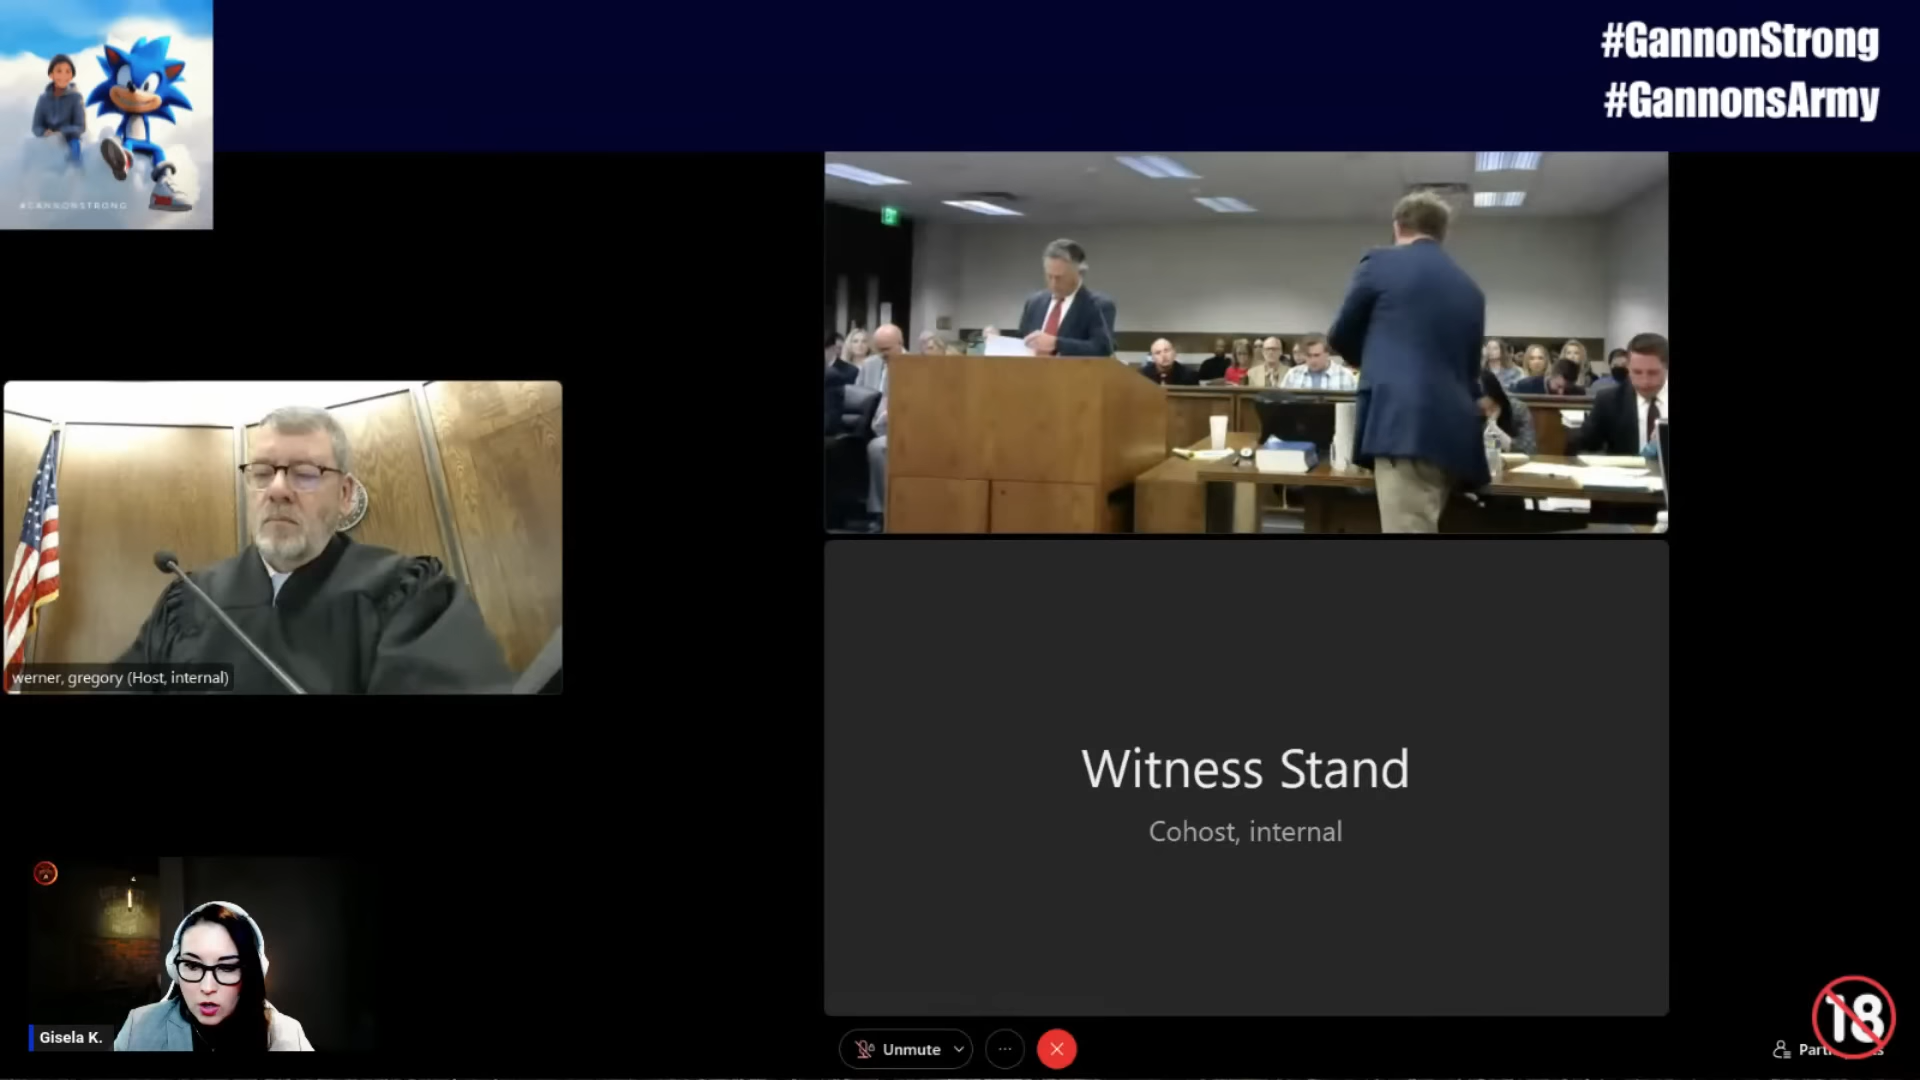 #GannonStrong
#GannonsArmy
#GANNONSTRONG
werner, gregory (Host, internal)
Witness Stand
Cohost, internal
Gisela K.
Unmute
18